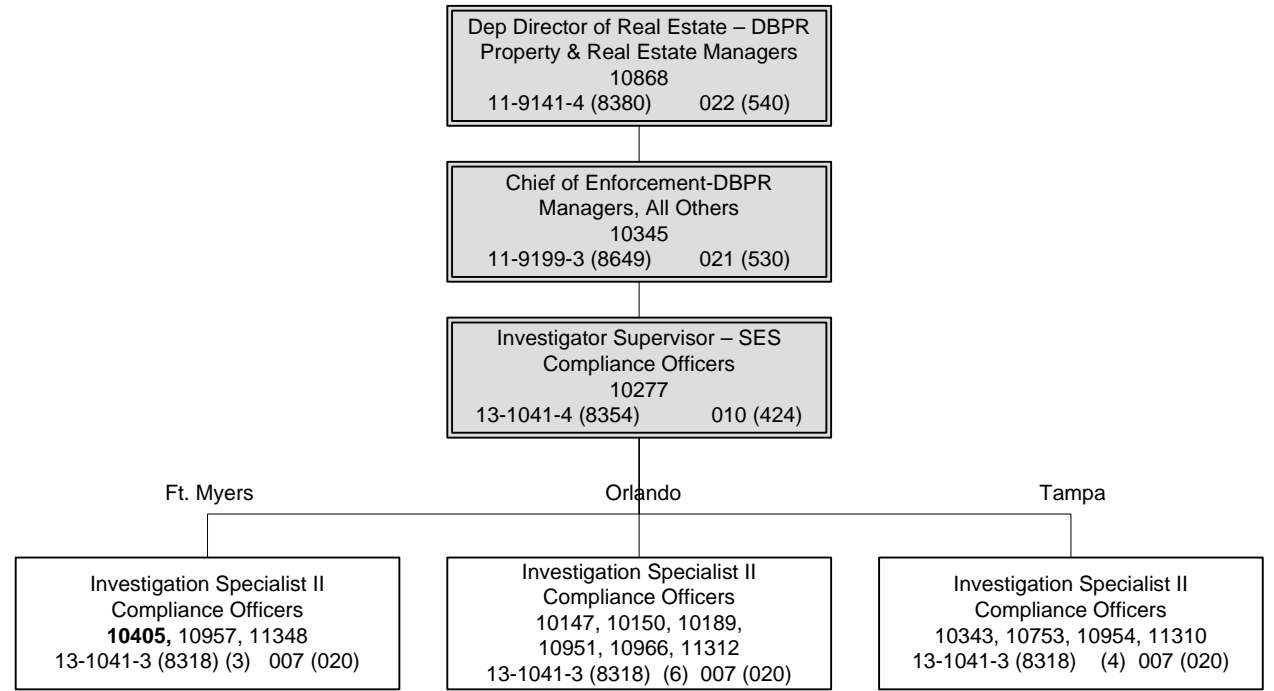 Dep Director of Real Estate – DBPR
Property & Real Estate Managers
10868
11-9141-4 (8380) 022 (540)
Chief of Enforcement-DBPR
Managers, All Others
10345
11-9199-3 (8649) 021 (530)
Investigator Supervisor – SES
Compliance Officers
10277
13-1041-4 (8354) 010 (424)
Ft. Myers
Investigation Specialist II
Compliance Officers
10405, 10957, 11348
13-1041-3 (8318) (3) 007 (020)
Orlando
Investigation Specialist II
Compliance Officers
10147, 10150, 10189,
10951, 10966, 11312
13-1041-3 (8318) (6) 007 (020)
Tampa
Investigation Specialist II
Compliance Officers
10343, 10753, 10954, 11310
13-1041-3 (8318) (4) 007 (020)